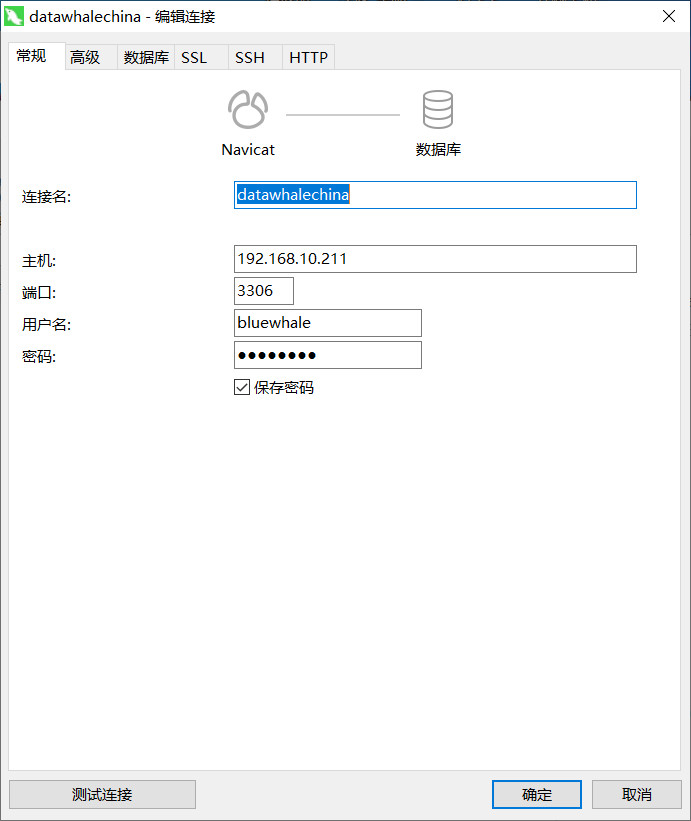 datawhalechina - 编辑连接
常规 高级 数据库 SSL SSH HTTP
Navicat 数据库
连接名: datawhalechina
主机: 192.168.10.211
端口: 3306
用户名: bluewhale
密码: ●●●●●●●●
保存密码
测试连接 确定 取消